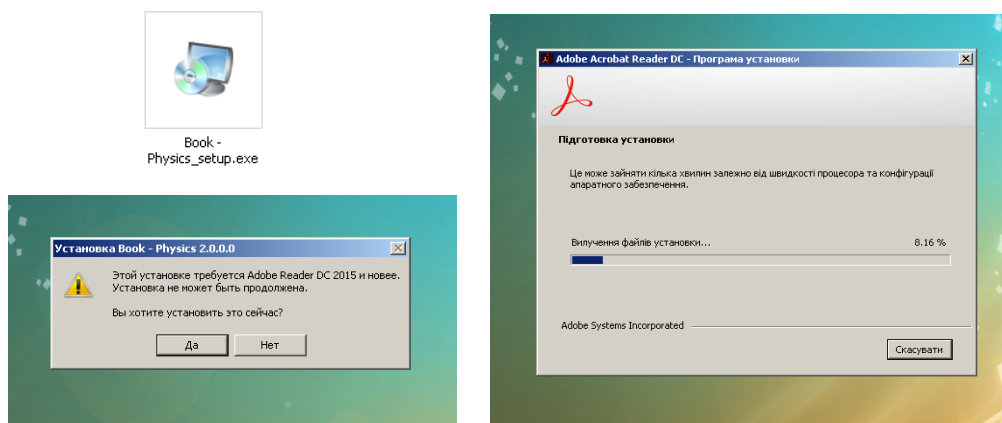 Book -
Physics_setup.exe
Установка Book - Physics 2.0.0.0
Этой установке требуется Adobe Reader DC 2015 и новее.
Установка не может быть продолжена.
Вы хотите установить это сейчас?
Да
Нет
Adobe Acrobat Reader DC - Програма установки
Підготовка установки
Це може зайняти кілька хвилин залежно від швидкості процесора та конфігурації
апаратного забезпечення.
Вилучення файлів установки... 8.16 %
Adobe Systems Incorporated
Скасувати